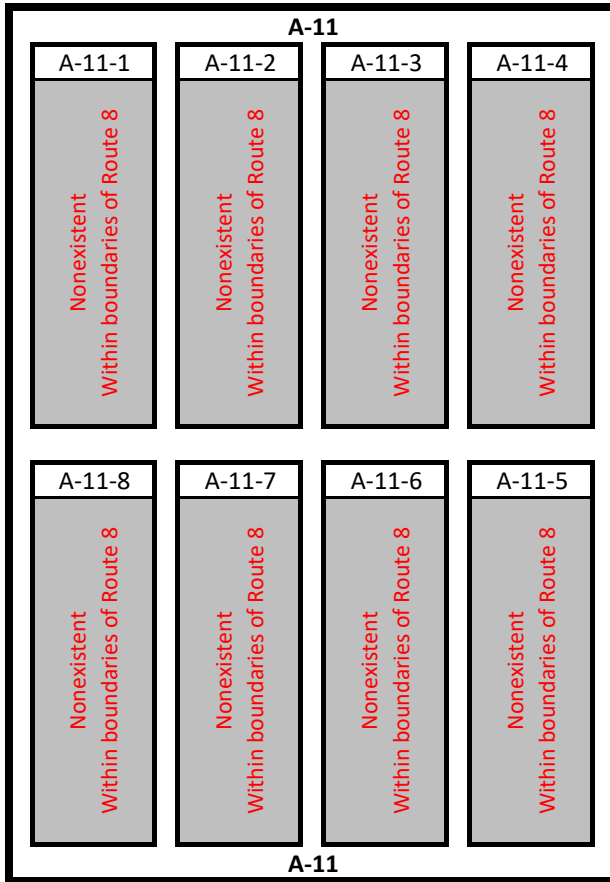 A-11
A-11-1
A-11-2
A-11-3
A-11-4
Nonexistent
Within boundaries of Route 8
Nonexistent
Within boundaries of Route 8
Nonexistent
Within boundaries of Route 8
Nonexistent
Within boundaries of Route 8
A-11-8
A-11-7
A-11-6
A-11-5
Nonexistent
Within boundaries of Route 8
Nonexistent
Within boundaries of Route 8
Nonexistent
Within boundaries of Route 8
Nonexistent
Within boundaries of Route 8
A-11